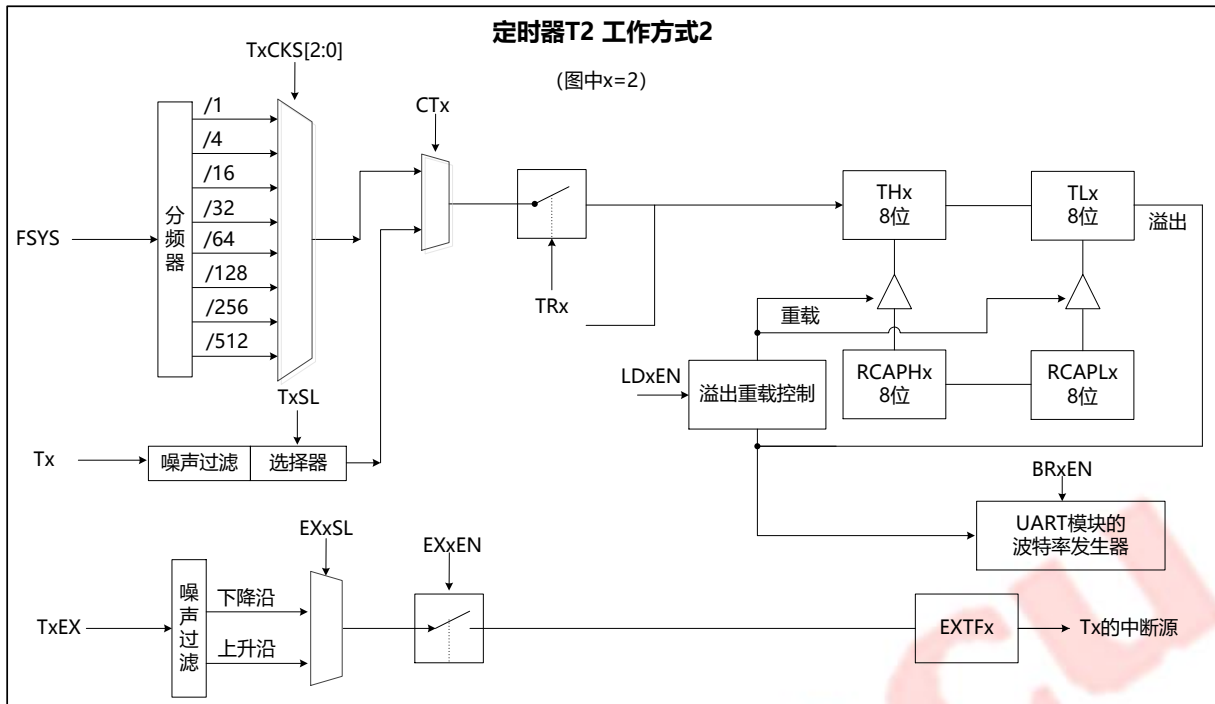 定时器T2 工作方式2
(图中x=2)
TxCKS[2:0]
CTx
/1
/4
/16
/32
/64
/128
/256
/512
分频器
FSYS
TRx
THx
8位
TLx
8位
溢出
重载
LDxEN
溢出重载控制
RCAPHx
8位
RCAPLx
8位
TxSL
Tx
噪声过滤
选择器
BRxEN
UART模块的
波特率发生器
EXxSL
EXxEN
TxEX
噪声过滤
下降沿
上升沿
EXTFx
Tx的中断源